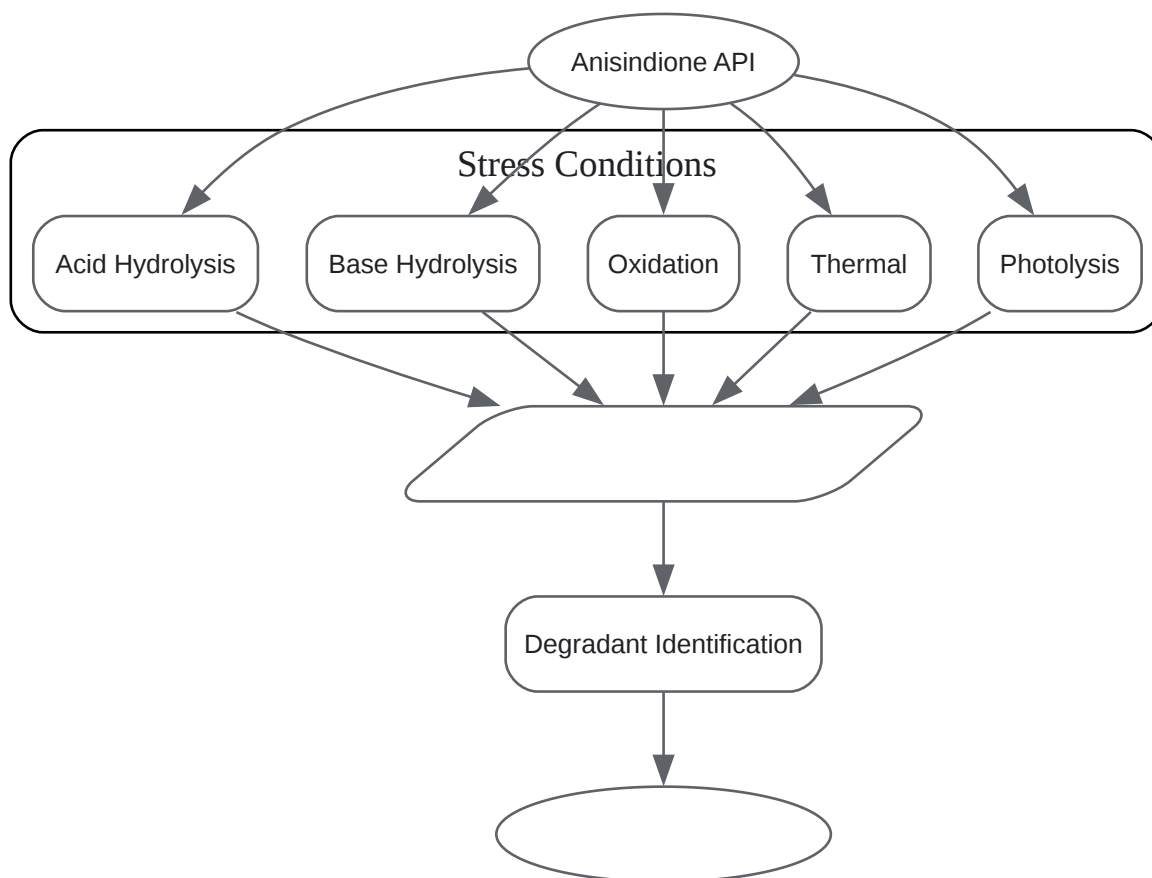 Anisindione API
Stress Conditions
Acid Hydrolysis
Base Hydrolysis
Oxidation
Thermal
Photolysis
Degradant Identification